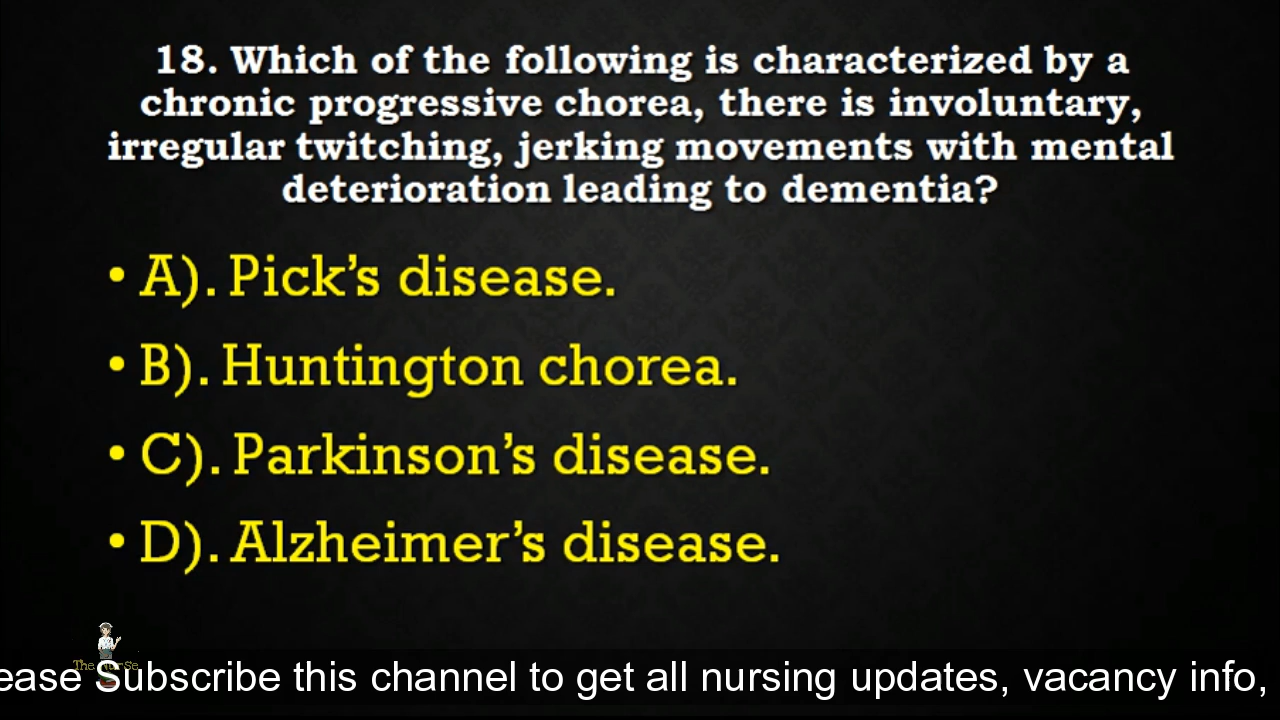 18. Which of the following is characterized by a
chronic progressive chorea, there is involuntary,
irregular twitching, jerking movements with mental
deterioration leading to dementia?
• A). Pick's disease.
• B). Huntington chorea.
• C). Parkinson's disease.
• D). Alzheimer's disease.
The Nurse
ease Subscribe this channel to get all nursing updates, vacancy info,